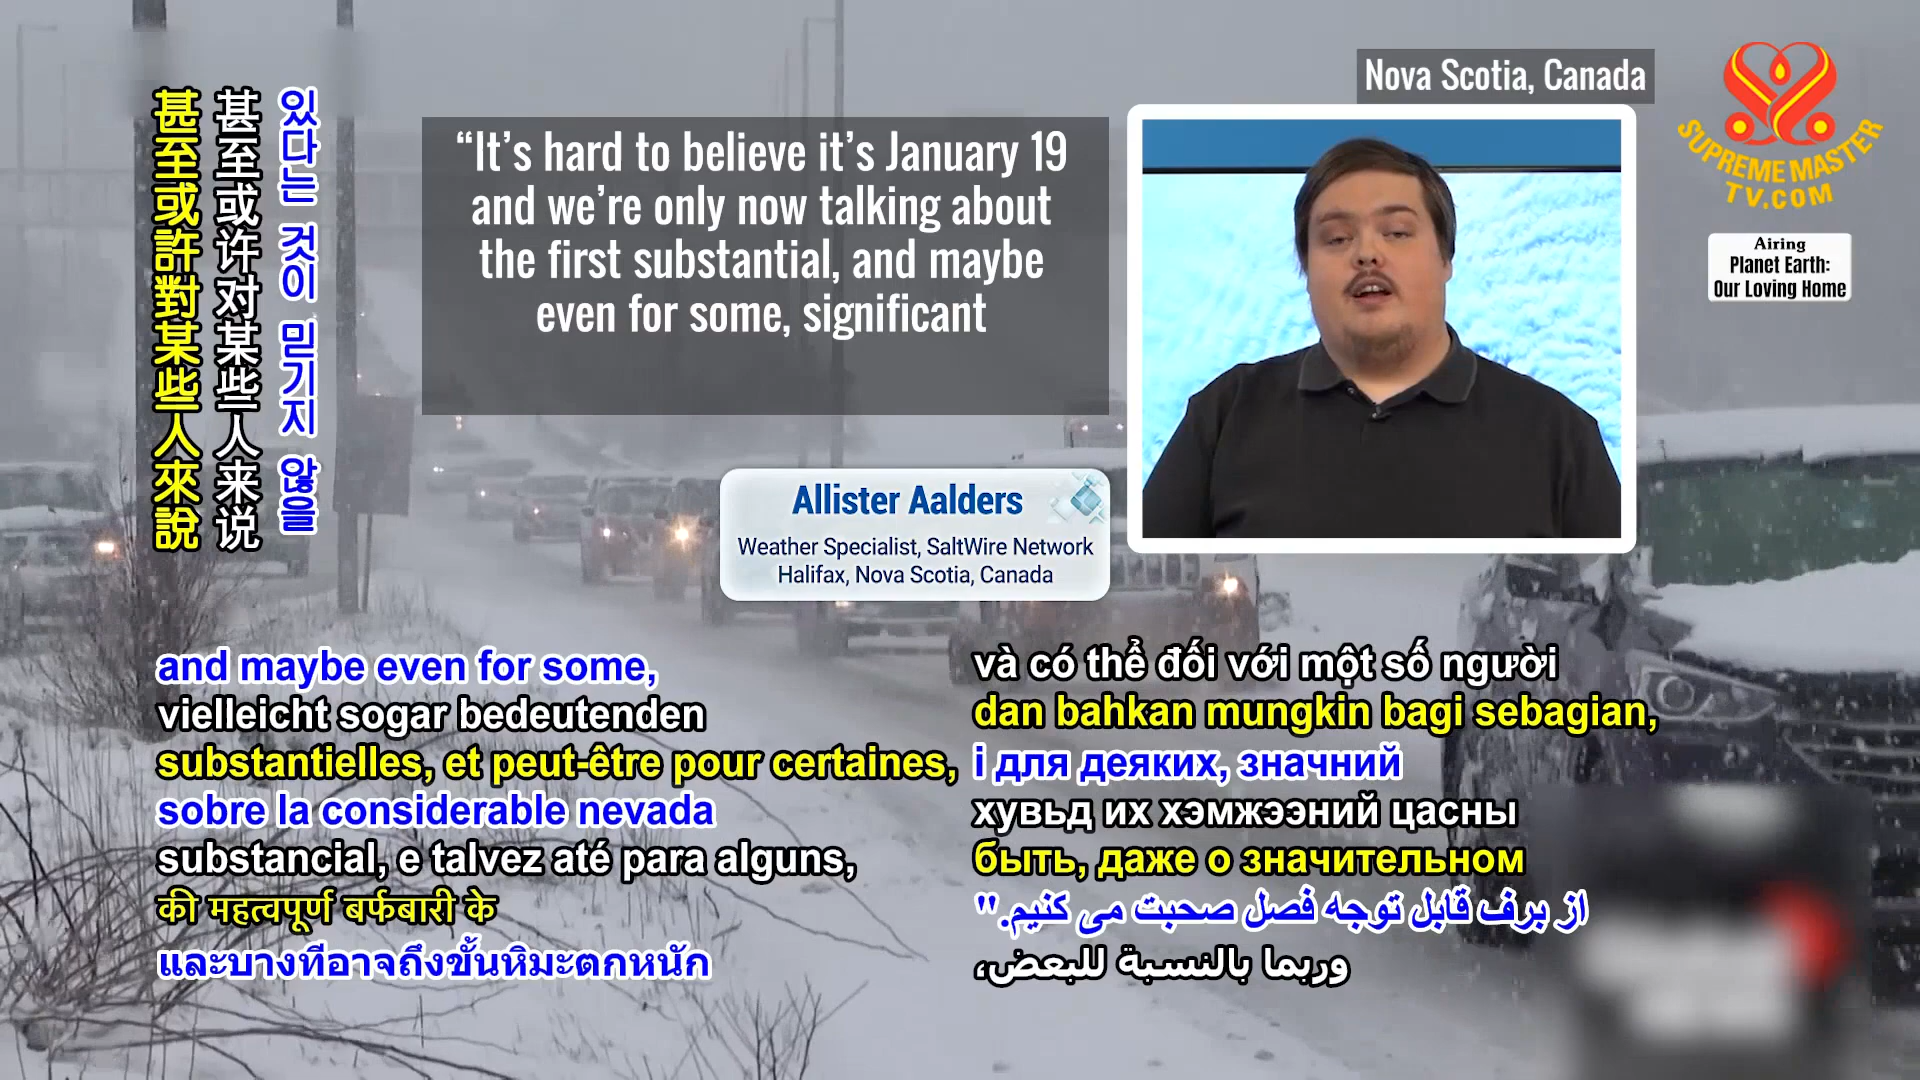 Nova Scotia, Canada
SUPREME MASTER
TV.COM
Airing
Planet Earth:
Our Loving Home
“It’s hard to believe it’s January 19
and we’re only now talking about
the first substantial, and maybe
even for some, significant
Allister Aalders
Weather Specialist, SaltWire Network
Halifax, Nova Scotia, Canada
있다는 것이 믿기지 않을
甚至或许对某些人来说
甚至或許對某些人來說
and maybe even for some,
vielleicht sogar bedeutenden
substantielles, et peut-être pour certaines,
sobre la considerable nevada
substancial, e talvez até para alguns,
की महत्वपूर्ण बर्फबारी के
และบางทีอาจถึงขั้นหิมะตกหนัก
và có thể đối với một số người
dan bahkan mungkin bagi sebagian,
і для деяких, значний
хувьд их хэмжээний цасны
быть, даже о значительном
از برف قابل توجه فصل صحبت می کنیم."
وربما بالنسبة للبعض،